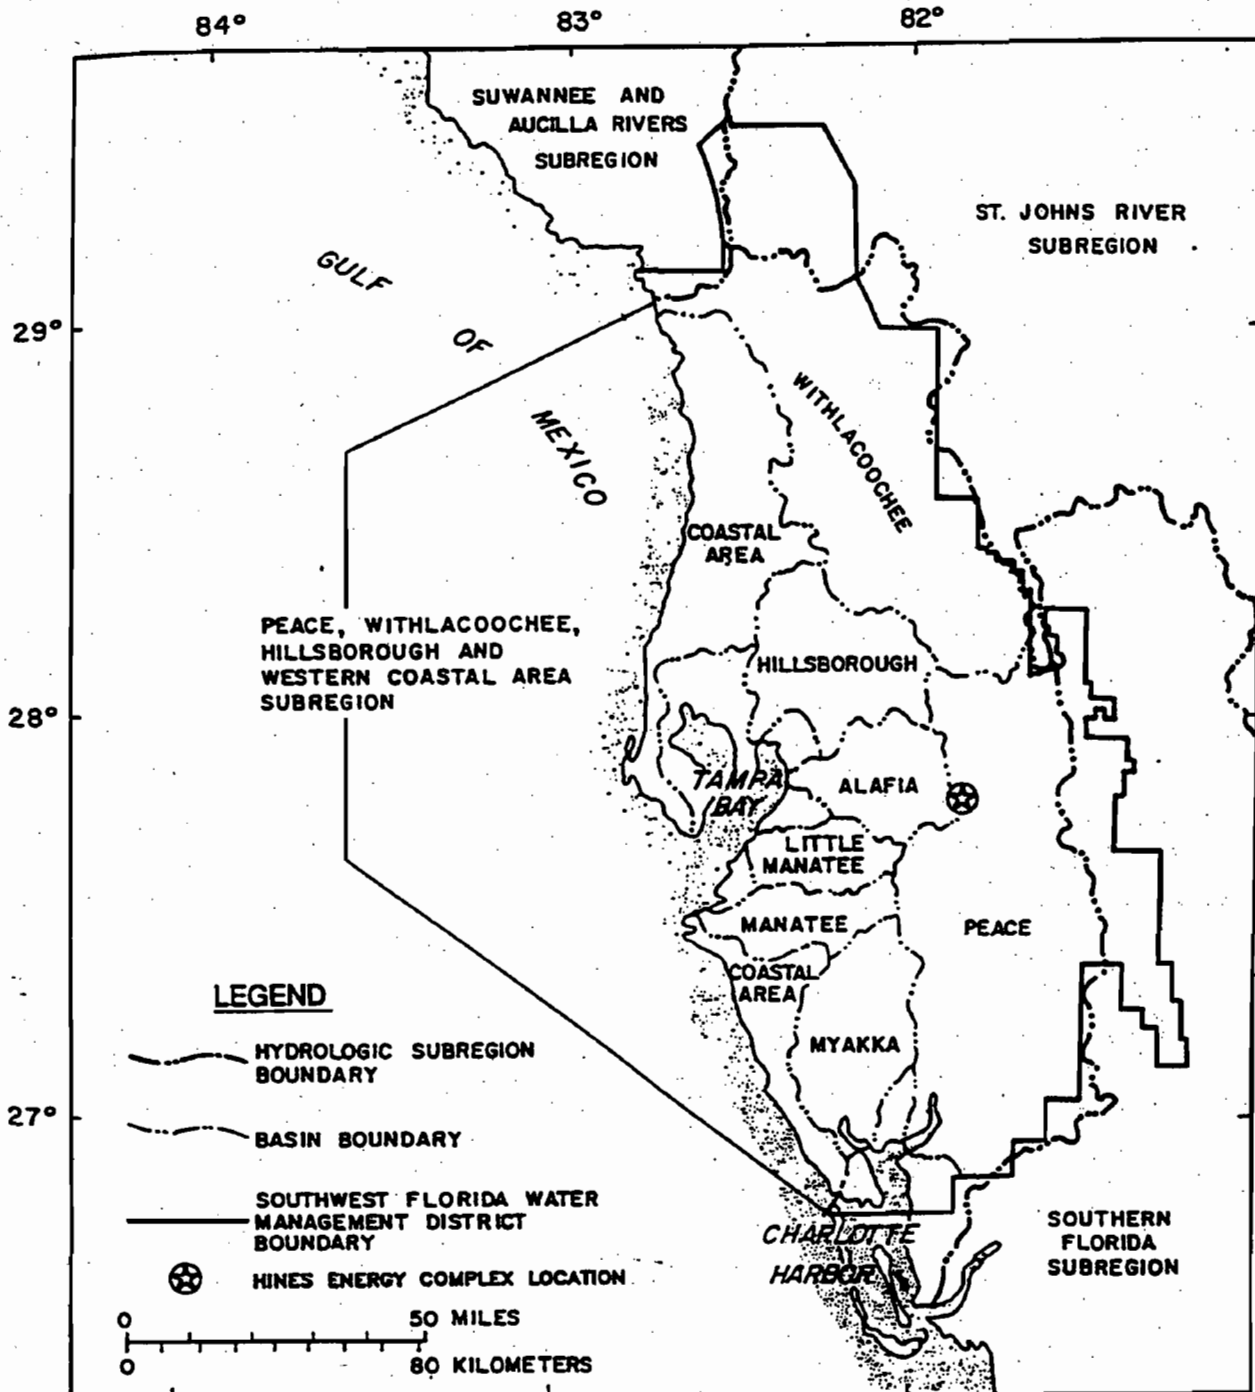 84° 83° 82°
SUWANNEE AND
AUCILLA RIVERS
SUBREGION
ST. JOHNS RIVER
SUBREGION
GULF
OF
MEXICO
29°
WITHLACOOCHEE
COASTAL
AREA
PEACE, WITHLACOOCHEE,
HILLSBOROUGH AND
WESTERN COASTAL AREA
SUBREGION
HILLSBOROUGH
28°
TAMPA
BAY
ALAFIA
LITTLE
MANATEE
MANATEE
PEACE
COASTAL
AREA
MYAKKA
LEGEND
HYDROLOGIC SUBREGION
BOUNDARY
27°
BASIN BOUNDARY
SOUTHWEST FLORIDA WATER
MANAGEMENT DISTRICT
BOUNDARY
HINES ENERGY COMPLEX LOCATION
0 50 MILES
0 80 KILOMETERS
CHARLOTTE
HARBOR
SOUTHERN
FLORIDA
SUBREGION